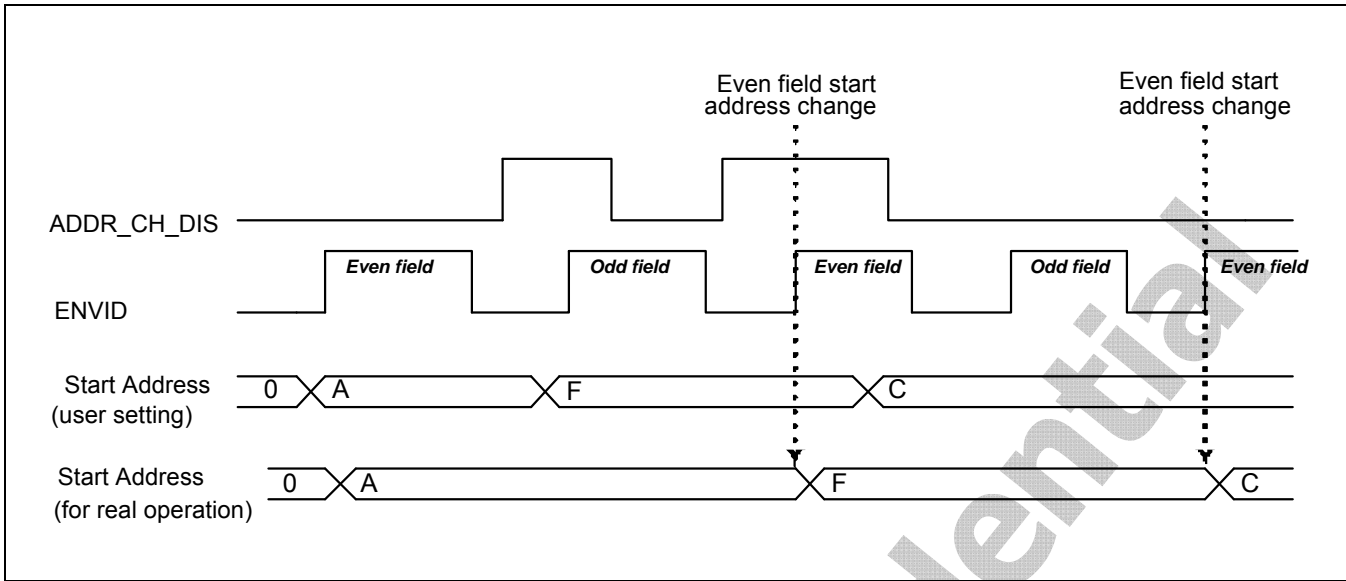 Even field start
address change
Even field start
address change
ADDR_CH_DIS
Even field
Odd field
Even field
Odd field
Even field
ENVID
Start Address
(user setting)
0
A
F
C
Start Address
(for real operation)
0
A
F
C
dential